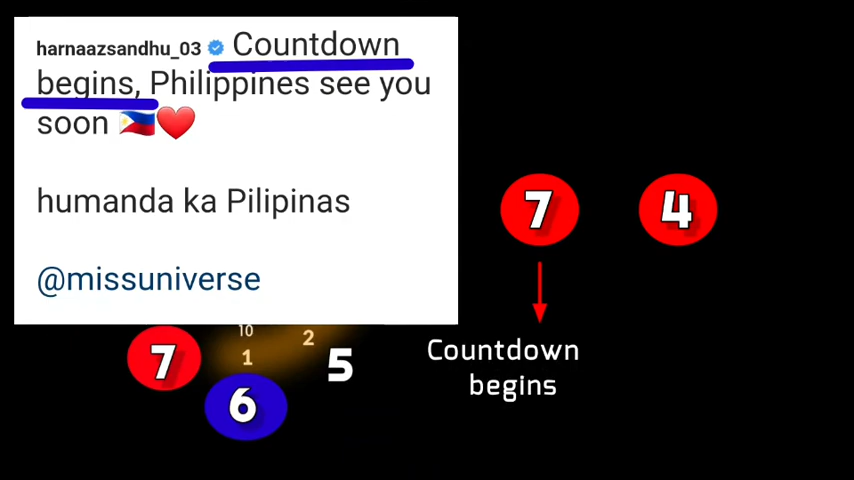 harnaazsandhu_03 Countdown
begins, Philippines see you
soon 🇵🇭❤️
humanda ka Pilipinas
@missuniverse
7 4
10
2
7 1 5
6
Countdown
begins